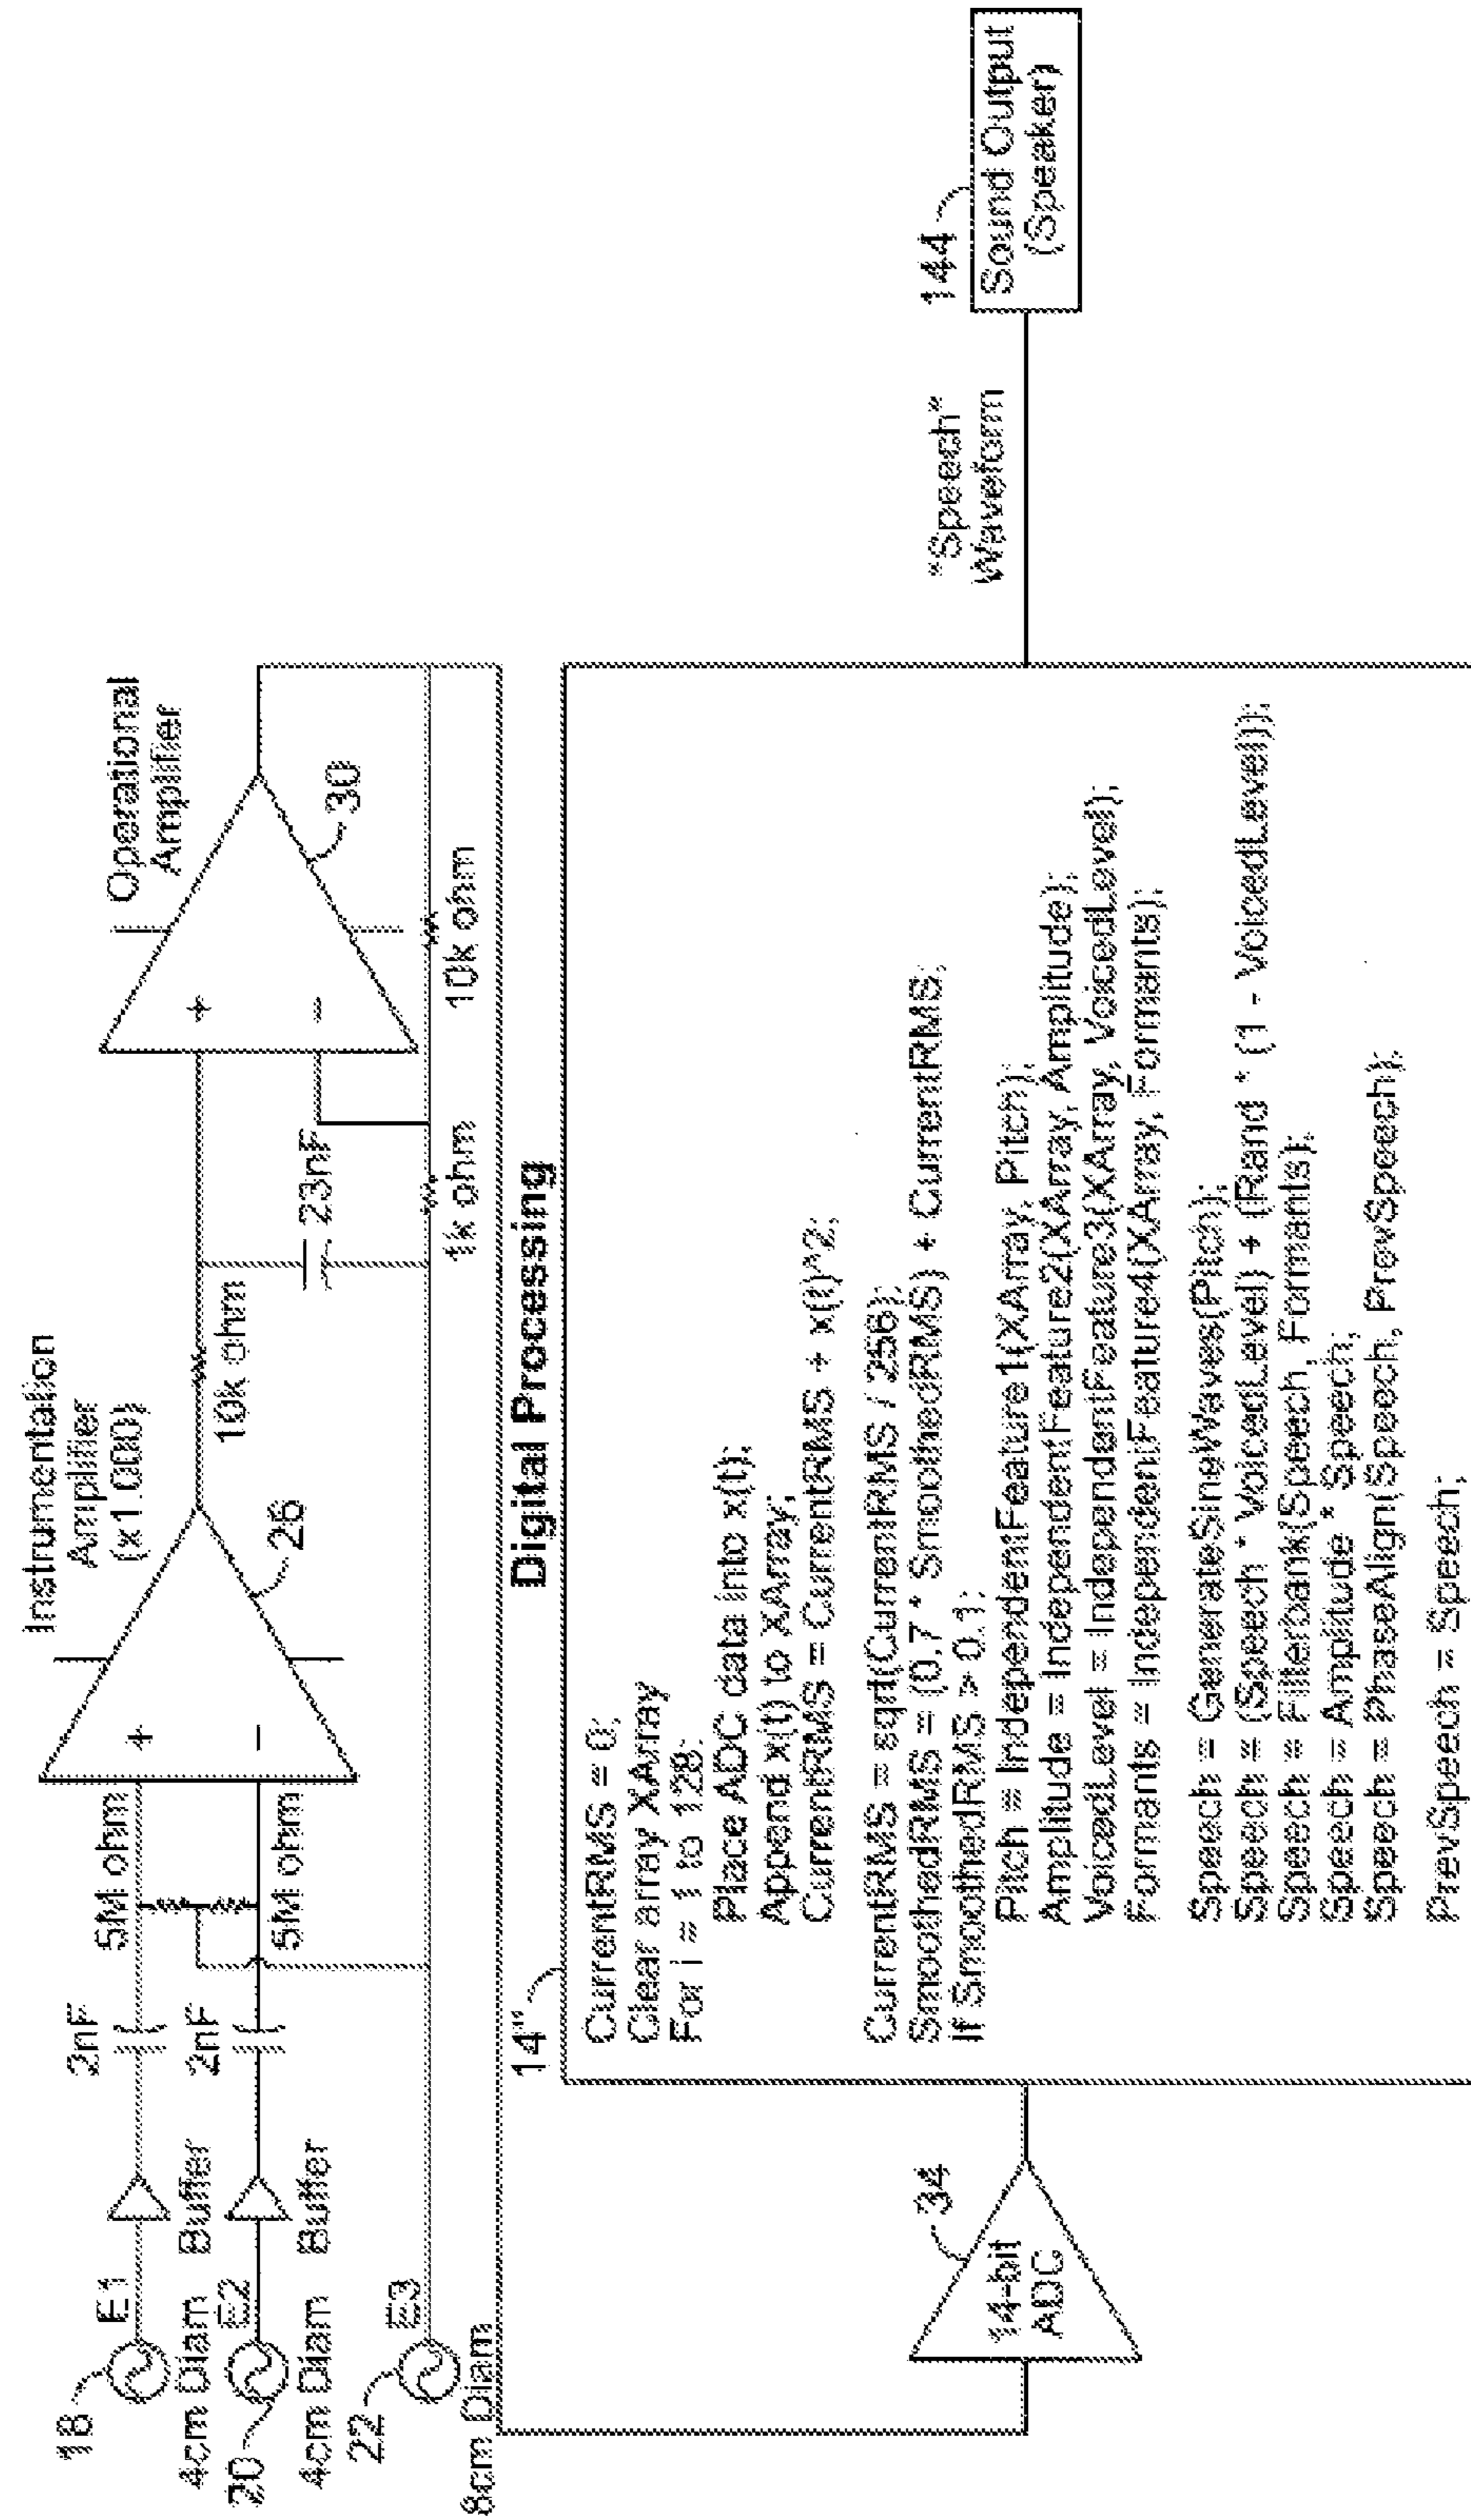 Instrumentation
Amplifier
(x1,000)
Operational
Amplifier
18
E1
4cm Diam
Buffer
2nF
5M ohm
26
10k ohm
30
20
E2
4cm Diam
Buffer
2nF
5M ohm
23nF
22
E3
8cm Diam
1k ohm
10k ohm
+
−
+
−
Digital Processing
14"
CurrentRMS = 0;
Clear array XArray
For i = 1 to 128:
Place ADC data into x(t);
Append x(t) to XArray;
CurrentRMS = CurrentRMS + x(t)^2;
CurrentRMS = sqrt(CurrentRMS / 256);
SmoothedRMS = (0.7 * SmoothedRMS) + CurrentRMS;
If SmoothedRMS > 0.1;
Pitch = IndependentFeature1(XArray, Pitch);
Amplitude = IndependentFeature2(XArray, Amplitude);
VoicedLevel = IndependentFeature3(XArray, VoicedLevel);
Formants = IndependentFeature4(XArray, Formants);
Speech = GenerateSineWaves(Pitch);
Speech = (Speech * VoicedLevel) + (Rand * (1 - VoicedLevel));
Speech = Filterbank(Speech, Formants);
Speech = Amplitude * Speech;
Speech = PhaseAlign(Speech, PrevSpeech);
PrevSpeech = Speech;
34
14-bit
ADC
"Speech"
Waveform
144
Sound Output
(Speaker)